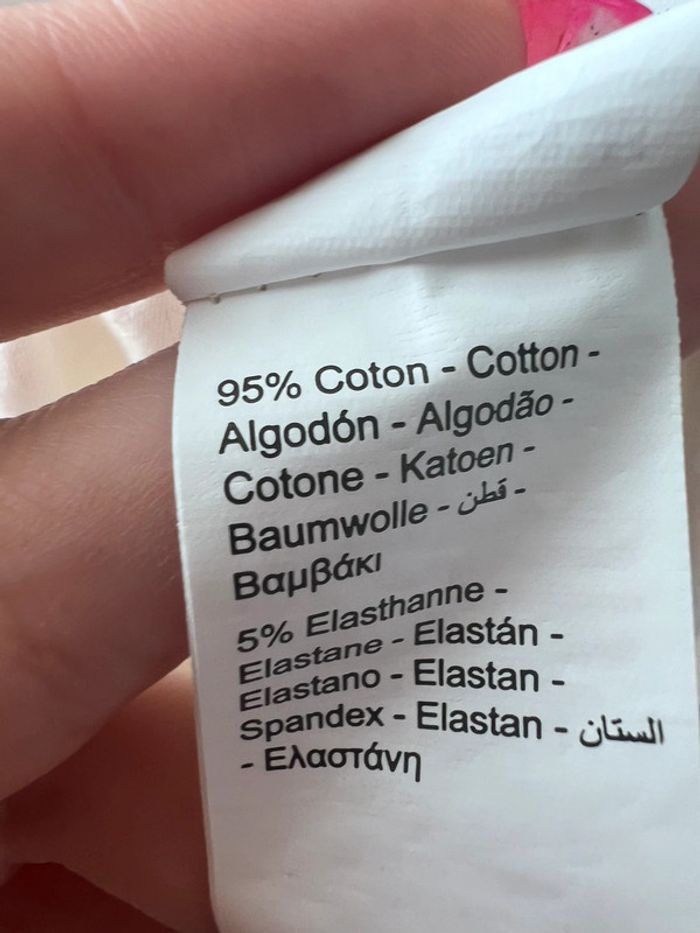 95% Coton - Cotton -
Algodón - Algodão -
Cotone - Katoen -
Baumwolle - قطن -
Βαμβάκι
5% Elasthanne -
Elastane - Elastán -
Elastano - Elastan -
Spandex - Elastan - الستان
- Ελαστάνη